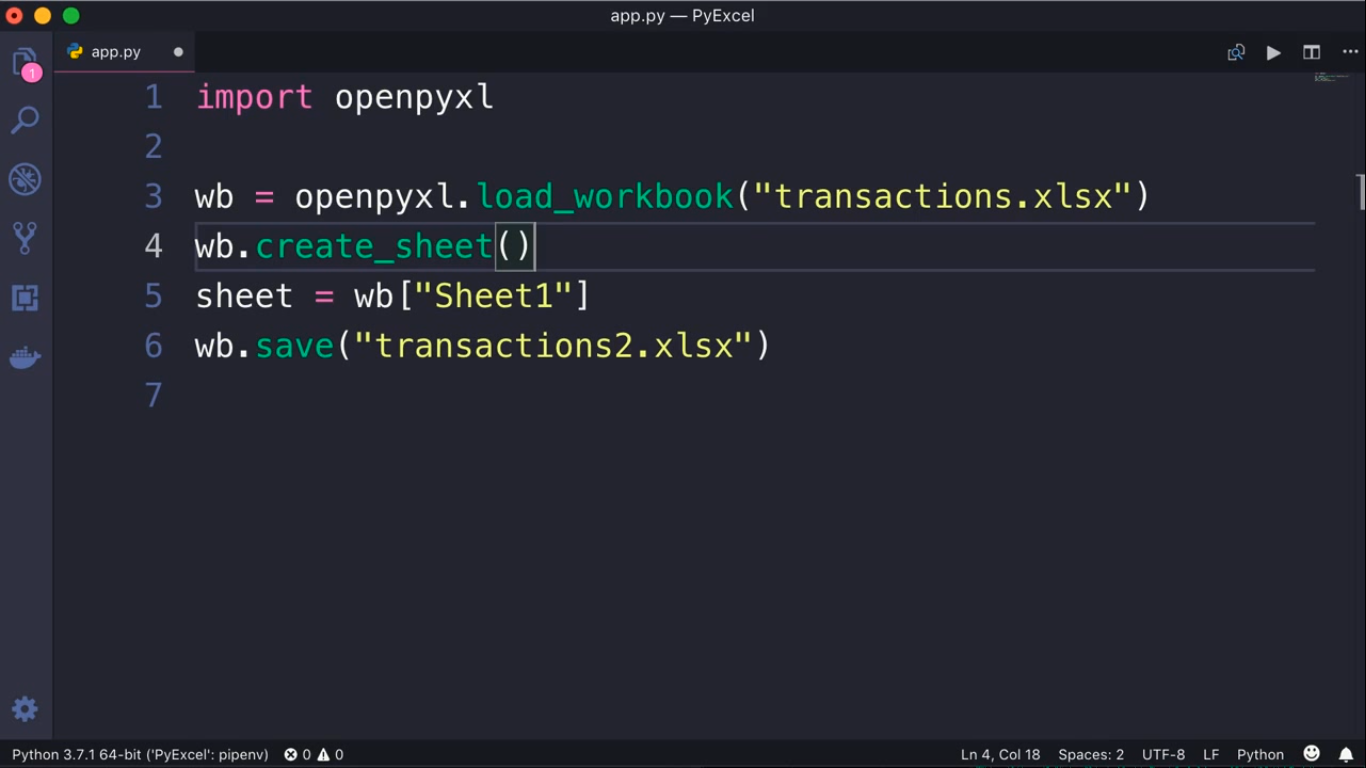 app.py — PyExcel
app.py
1
1 import openpyxl
2
3 wb = openpyxl.load_workbook("transactions.xlsx")
4 wb.create_sheet()
5 sheet = wb["Sheet1"]
6 wb.save("transactions2.xlsx")
7
Python 3.7.1 64-bit ('PyExcel': pipenv) 0 0 Ln 4, Col 18 Spaces: 2 UTF-8 LF Python